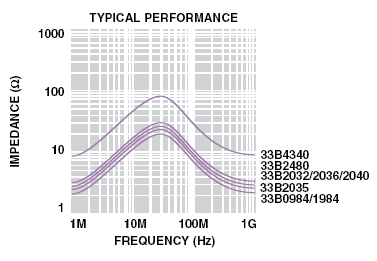 TYPICAL PERFORMANCE
1000
100
10
1
IMPEDANCE (Ω)
33B4340
33B2480
33B2032/2036/2040
33B2035
33B0984/1984
1M
10M
100M
1G
FREQUENCY (Hz)